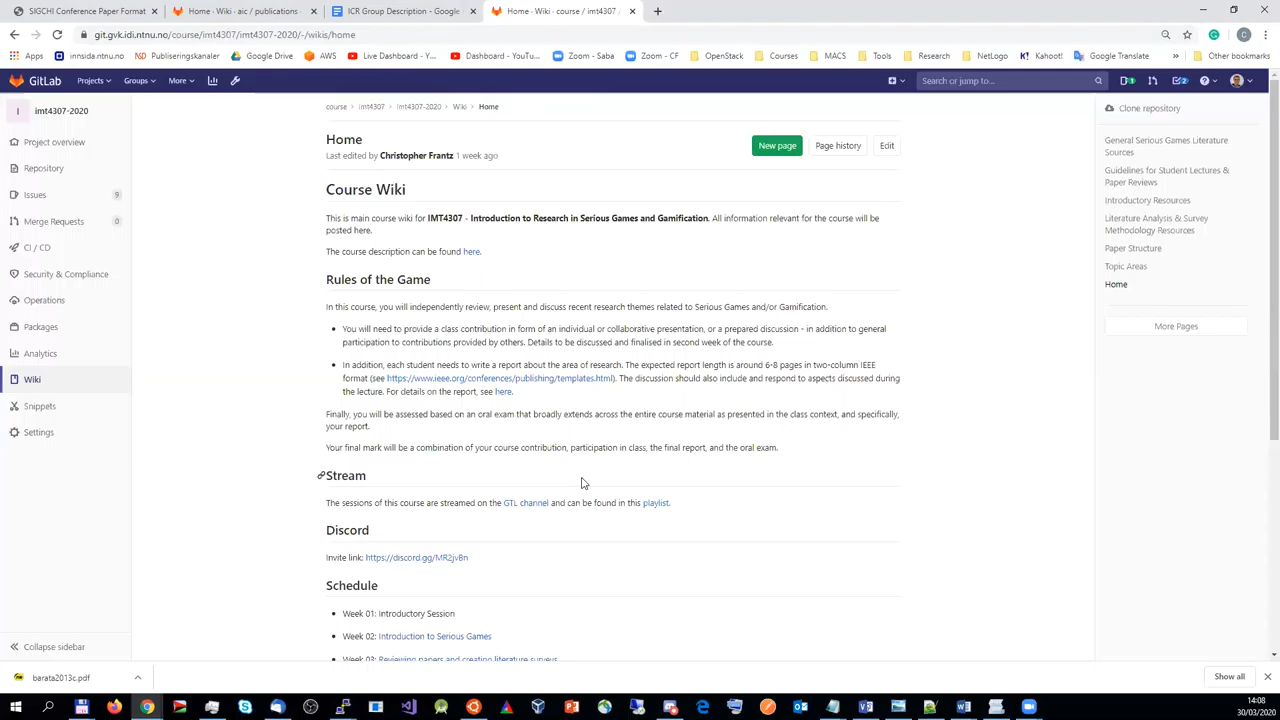 SIGCHI Conference Paper Format
Home · Wiki · aic / publications ·
ICR Group Description - Google
Home · Wiki · course / imt4307 /
git.gvk.idi.ntnu.no/course/imt4307/imt4307-2020/-/wikis/home
Apps
innsida.ntnu.no
Publiseringskanaler
Google Drive
AWS
Live Dashboard - Y...
Dashboard - YouTu...
Zoom - Saba
Zoom - CF
OpenStack
Courses
MACS
Tools
Research
NetLogo
Kahoot!
Google Translate
Other bookmarks
GitLab
Projects
Groups
More
Search or jump to...
1
2
I
imt4307-2020
Project overview
Repository
Issues
9
Merge Requests
0
CI / CD
Security & Compliance
Operations
Packages
Analytics
Wiki
Snippets
Settings
Collapse sidebar
course > imt4307 > imt4307-2020 > Wiki > Home
Home
Last edited by Christopher Frantz 1 week ago
New page
Page history
Edit
Course Wiki
This is main course wiki for IMT4307 - Introduction to Research in Serious Games and Gamification. All information relevant for the course will be
posted here.
The course description can be found here.
Rules of the Game
In this course, you will independently review, present and discuss recent research themes related to Serious Games and/or Gamification.
• You will need to provide a class contribution in form of an individual or collaborative presentation, or a prepared discussion - in addition to general
participation to contributions provided by others. Details to be discussed and finalised in second week of the course.
• In addition, each student needs to write a report about the area of research. The expected report length is around 6-8 pages in two-column IEEE
format (see https://www.ieee.org/conferences/publishing/templates.html). The discussion should also include and respond to aspects discussed during
the lecture. For details on the report, see here.
Finally, you will be assessed based on an oral exam that broadly extends across the entire course material as presented in the class context, and specifically,
your report.
Your final mark will be a combination of your course contribution, participation in class, the final report, and the oral exam.
Stream
The sessions of this course are streamed on the GTL channel and can be found in this playlist.
Discord
Invite link: https://discord.gg/MR2jvBn
Schedule
• Week 01: Introductory Session
• Week 02: Introduction to Serious Games
• Week 03: Reviewing papers and creating literature surveys
Clone repository
General Serious Games Literature
Sources
Guidelines for Student Lectures &
Paper Reviews
Introductory Resources
Literature Analysis & Survey
Methodology Resources
Paper Structure
Topic Areas
Home
More Pages
barata2013c.pdf
Show all
14:08
30/03/2020